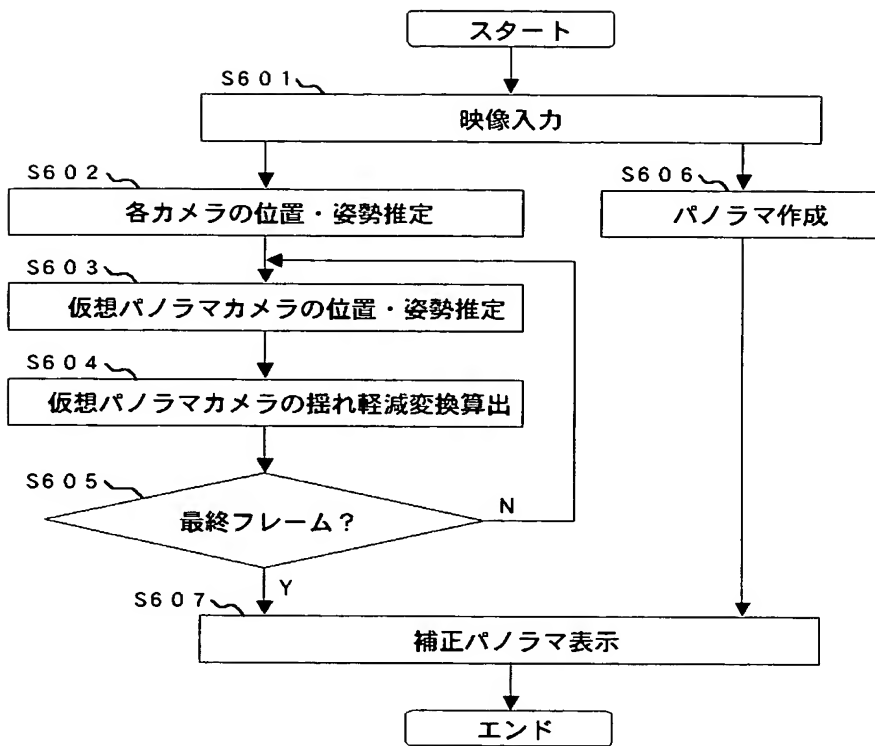 スタート
S601
映像入力
S602
各カメラの位置・姿勢推定
S606
パノラマ作成
S603
仮想パノラマカメラの位置・姿勢推定
S604
仮想パノラマカメラの揺れ軽減変換算出
S605
最終フレーム？
N
Y
S607
補正パノラマ表示
エンド